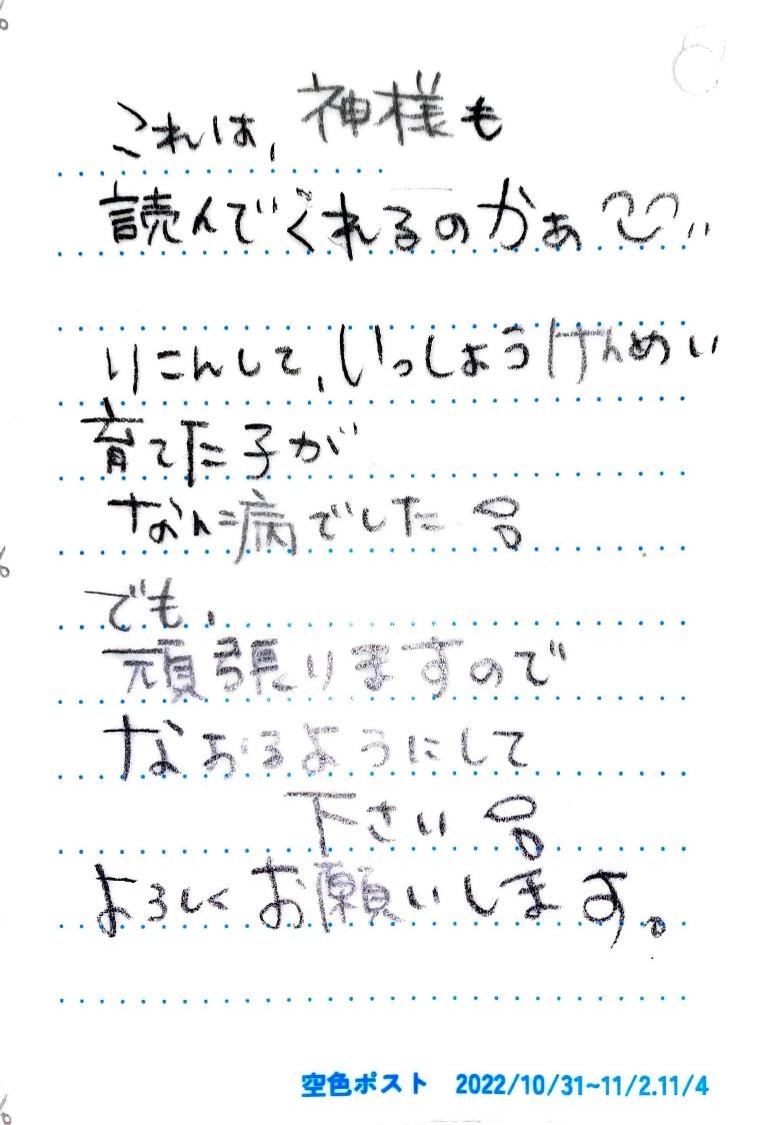 これは、神様も
読んでくれるのかぁ
りこんして、いっしょうけんめい
育てた子が
なん病でした
でも、
頑張りますので
なおるようにして
下さい
よろしくお願いします。
空色ポスト 2022/10/31~11/2.11/4